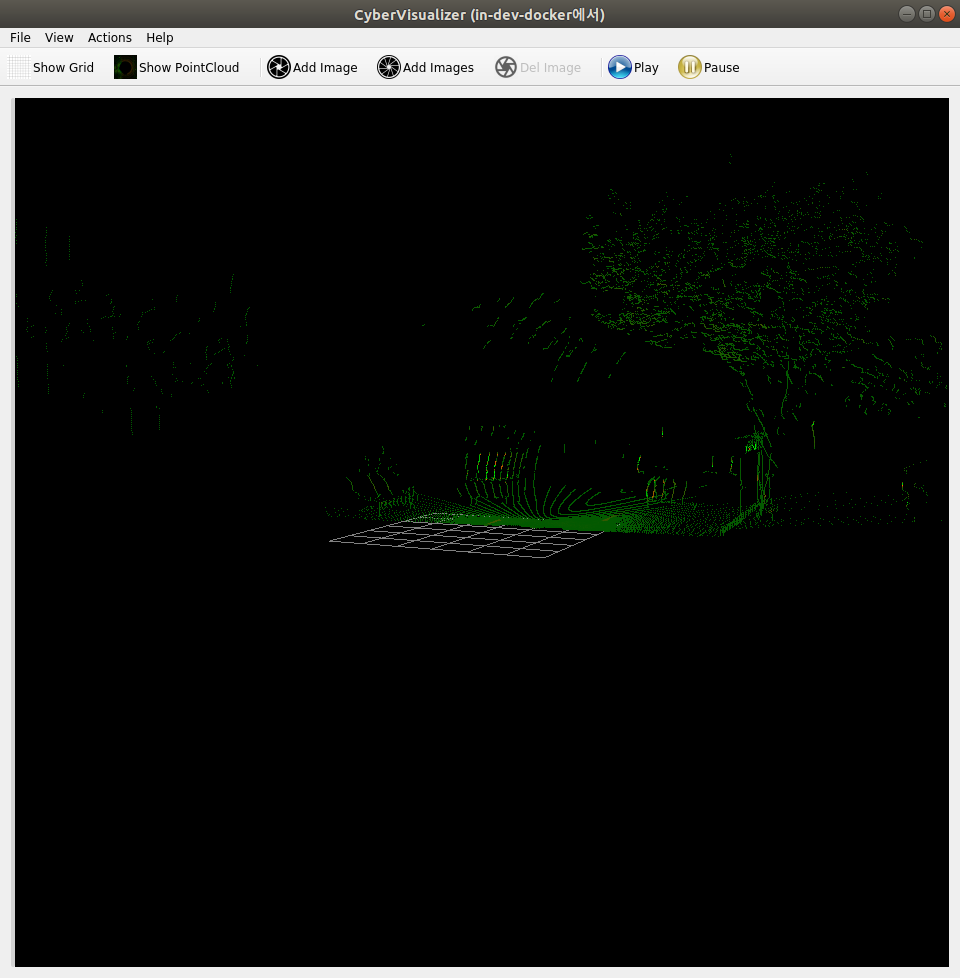 CyberVisualizer (in-dev-docker에서)
File View Actions Help
Show Grid Show PointCloud Add Image Add Images Del Image Play Pause